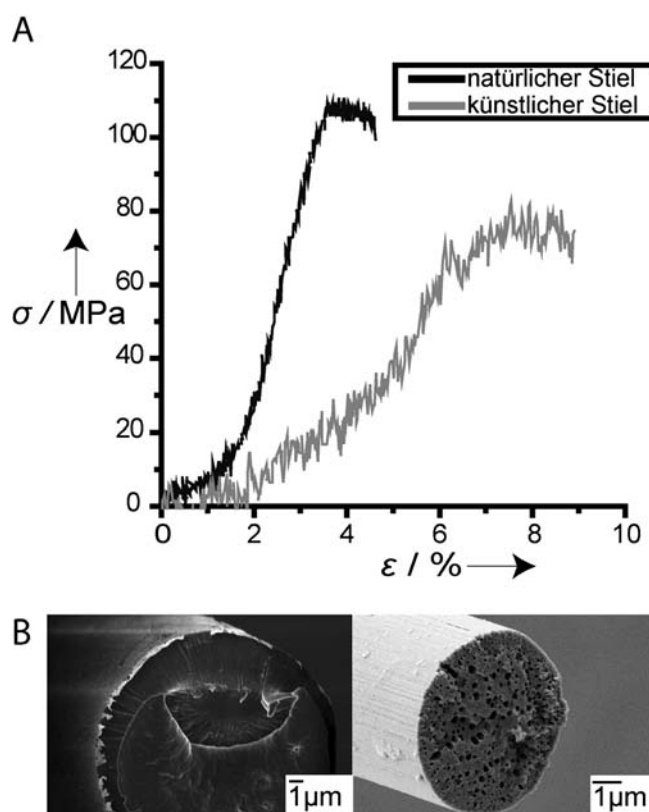 A
natürlicher Stiel
künstlicher Stiel
120
100
80
60
40
20
0
σ / MPa
0 2 4 6 8 10
ε / %
B
1µm 1µm